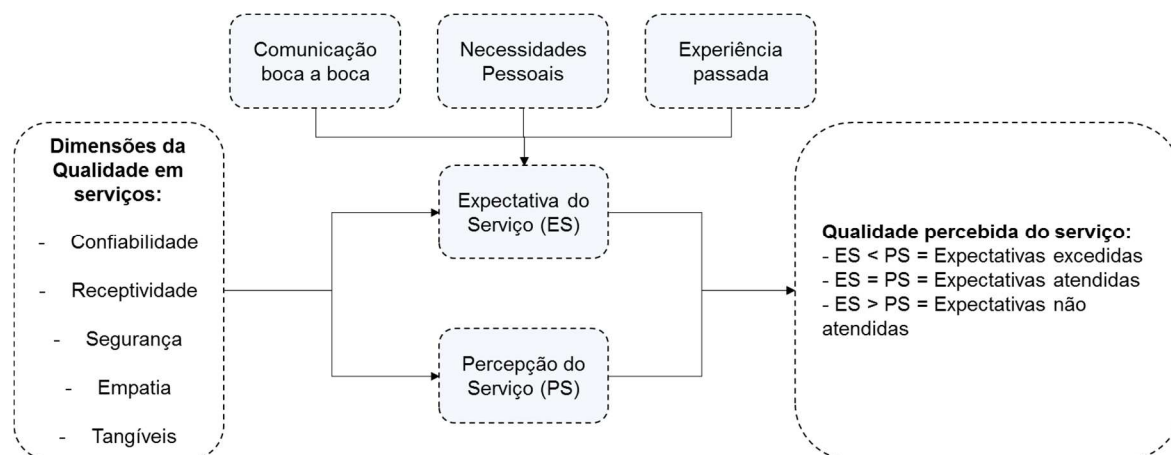 Comunicação
boca a boca
Necessidades
Pessoais
Experiência
passada
Dimensões da
Qualidade em
serviços:
- Confiabilidade
- Receptividade
- Segurança
- Empatia
- Tangíveis
Expectativa do
Serviço (ES)
Percepção do
Serviço (PS)
Qualidade percebida do serviço:
- ES < PS = Expectativas excedidas
- ES = PS = Expectativas atendidas
- ES > PS = Expectativas não
atendidas